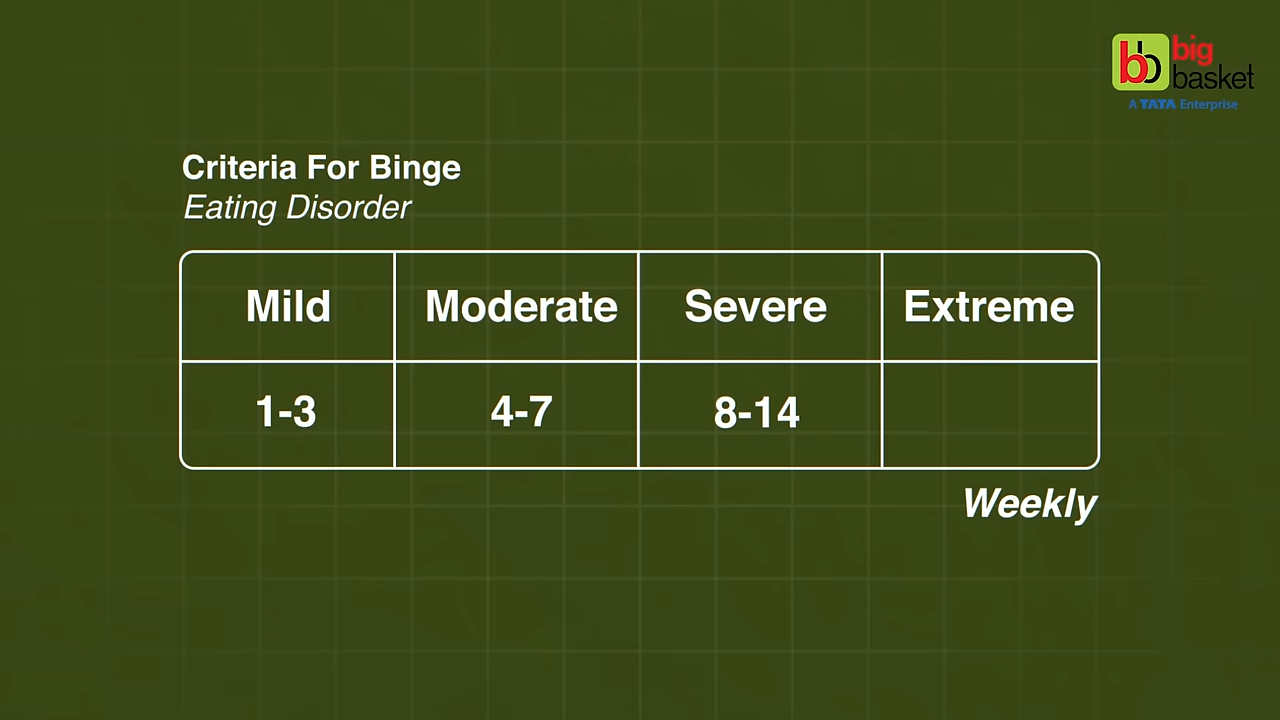 big
basket
A TATA Enterprise
Criteria For Binge
Eating Disorder
Mild Moderate Severe Extreme
1-3 4-7 8-14
Weekly